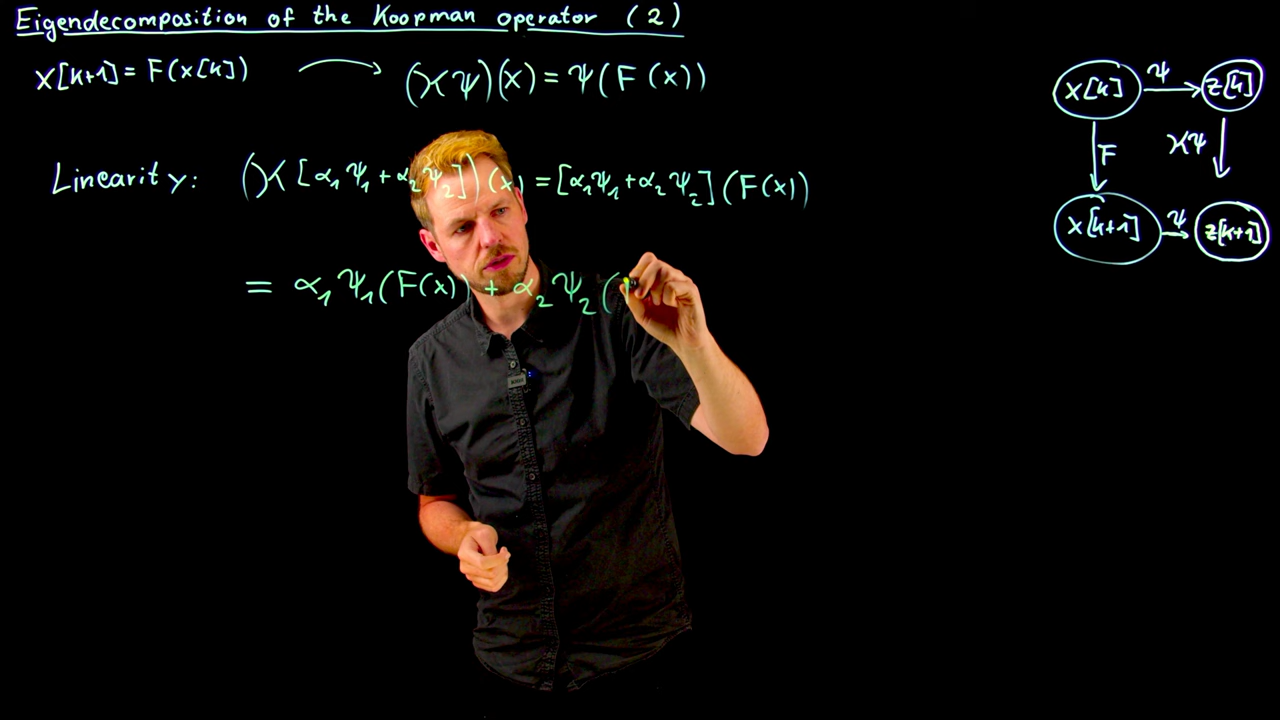 Eigendecomposition of the Koopman operator (2)
x[k+1] = F(x[k])
(𝒦ψ)(x) = ψ(F(x))
Linearity: (𝒦[α₁ψ₁+α₂ψ₂])(x) = [α₁ψ₁+α₂ψ₂](F(x))
= α₁ψ₁(F(x)) + α₂ψ₂(
x[k] ψ z[k]
F 𝒦ψ
x[k+1] ψ z[k+1]